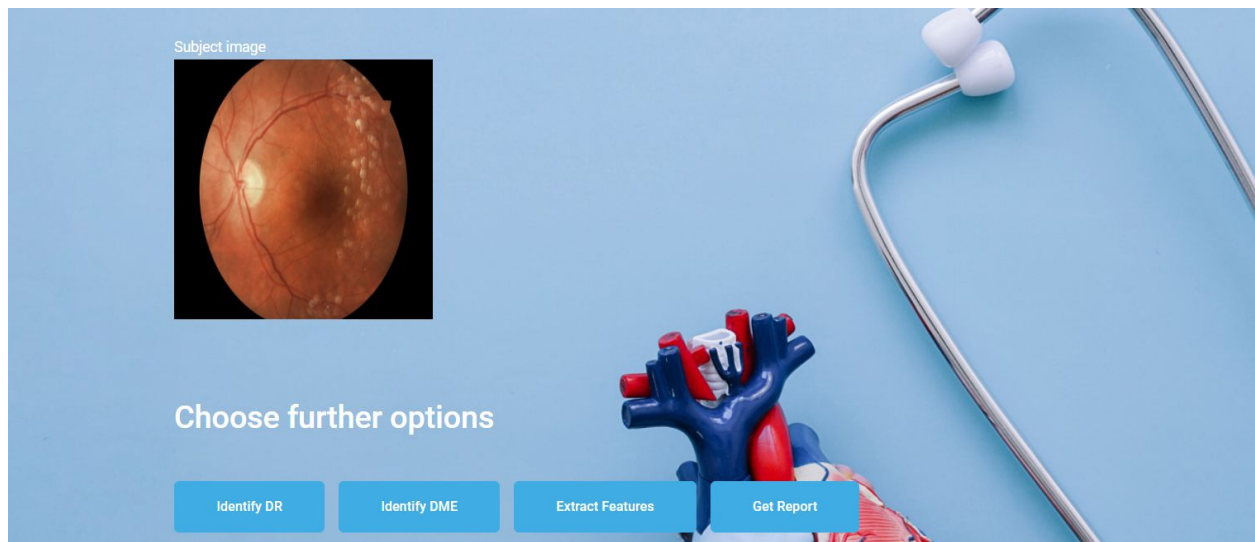 Subject image
Choose further options
Identify DR
Identify DME
Extract Features
Get Report